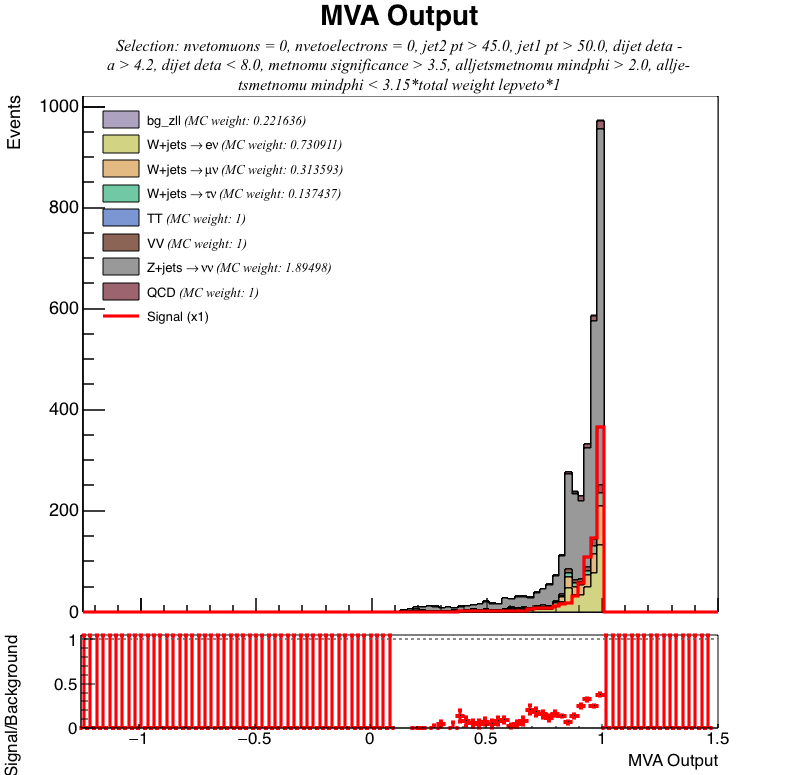 MVA Output
Selection: nvetomuons = 0, nvetoelectrons = 0, jet2 pt > 45.0, jet1 pt > 50.0, dijet deta -
a > 4.2, dijet deta < 8.0, metnomu significance > 3.5, alljetsmetnomu mindphi > 2.0, allje-
tsmetnomu mindphi < 3.15*total weight lepveto*1
Events
1000
800
600
400
200
0
bg_zll (MC weight: 0.221636)
W+jets → eν (MC weight: 0.730911)
W+jets → μν (MC weight: 0.313593)
W+jets → τν (MC weight: 0.137437)
TT (MC weight: 1)
VV (MC weight: 1)
Z+jets → νν (MC weight: 1.89498)
QCD (MC weight: 1)
Signal (x1)
Signal/Background
1
0.5
0
−1 −0.5 0 0.5 1 1.5
MVA Output